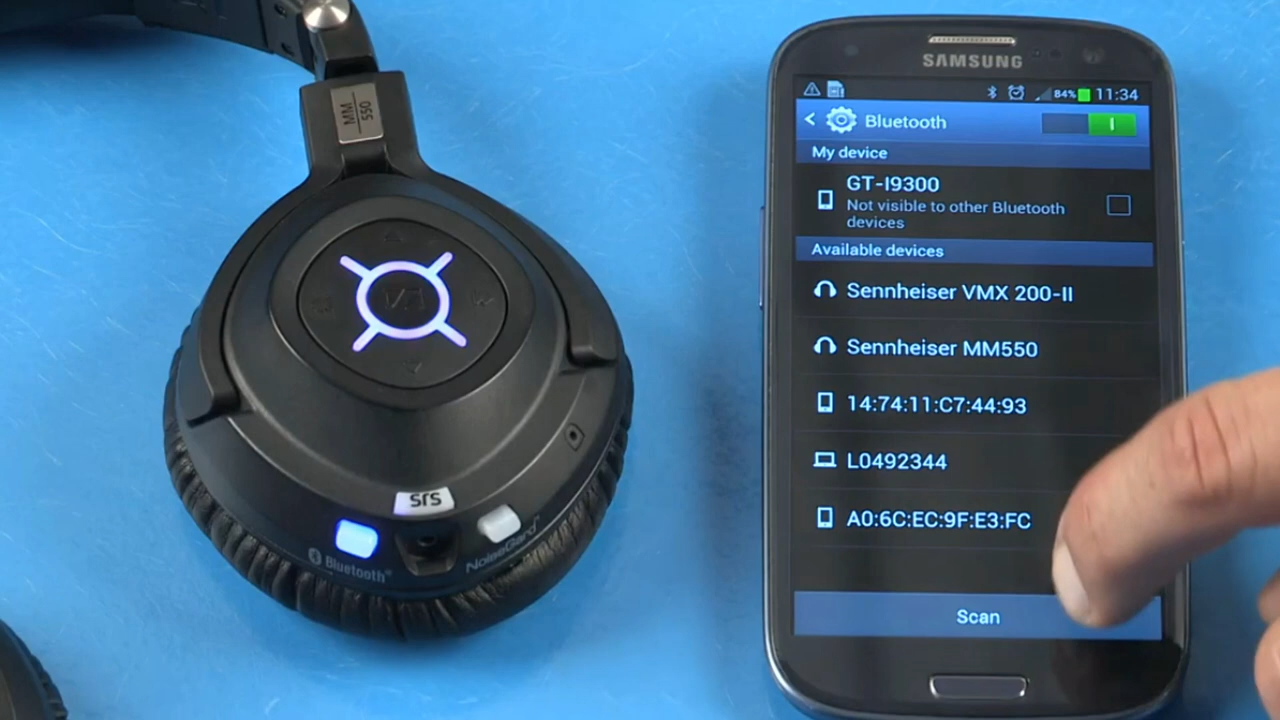 MM
550
SAMSUNG
84% 11:34
< Bluetooth
My device
GT-I9300
Not visible to other Bluetooth
devices
Available devices
Sennheiser VMX 200-II
Sennheiser MM550
14:74:11:C7:44:93
L0492344
A0:6C:EC:9F:E3:FC
Scan
SrS
Bluetooth
NoiseGard™